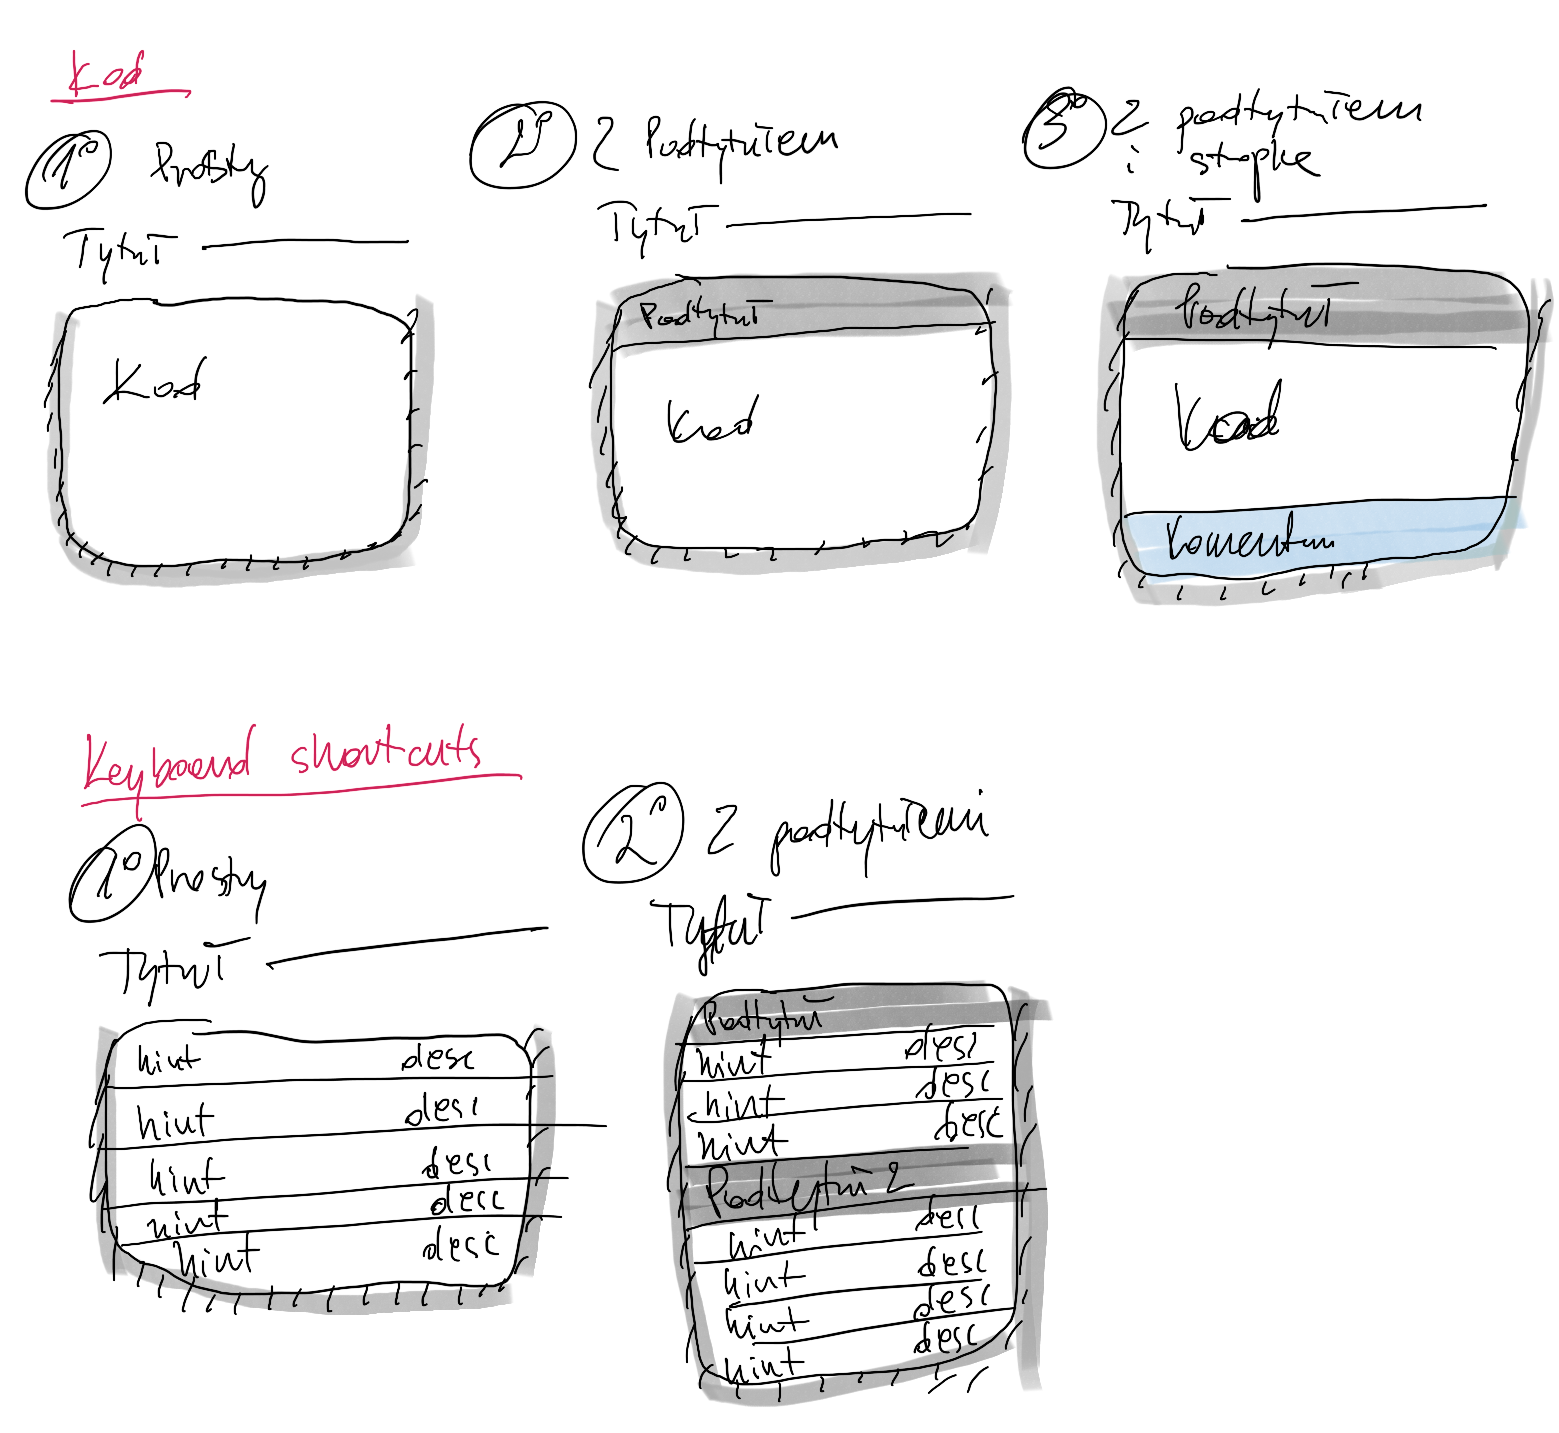 Kod
1° Prosty
Tytuł
Kod
2° Z Podtytułem
Tytuł
Podtytuł
Kod
3° Z podtytułem
i stopke
Tytuł
Podtytuł
Kod
Komentarz
Keyboard shortcuts
1° Prosty
Tytuł
hint desc
hint desc
hint desc
hint desc
hint desc
2° Z podtytułami
Tytuł
Podtytuł
hint desc
hint desc
hint desc
Podtytuł 2
hint desc
hint desc
hint desc
hint desc